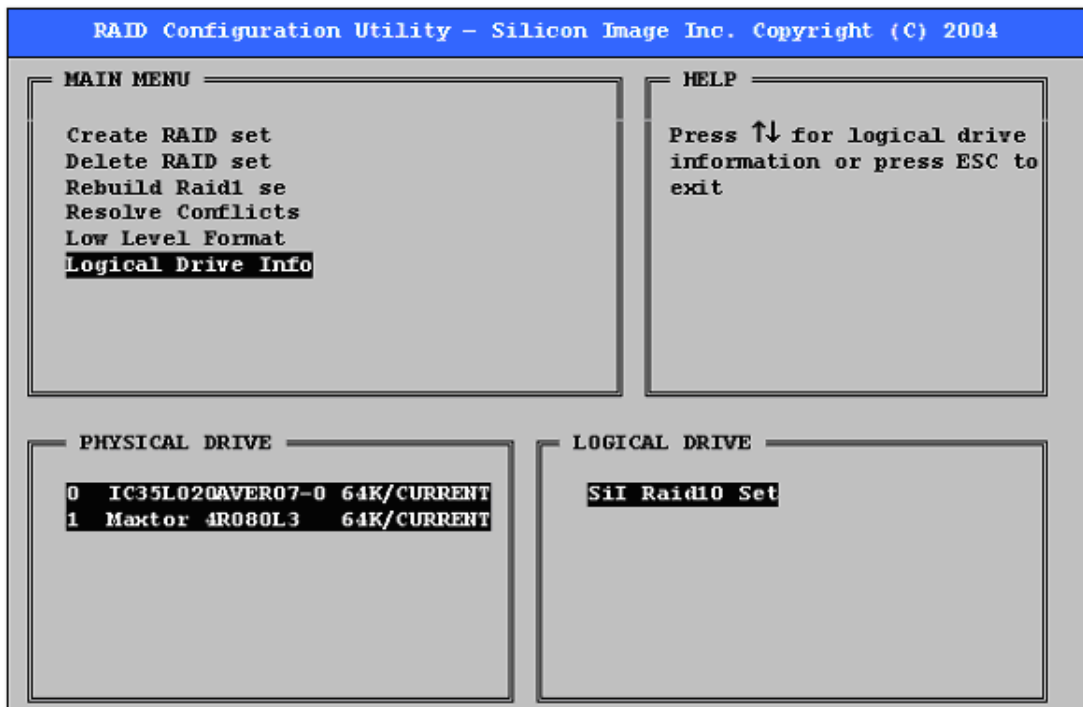 RAID Configuration Utility – Silicon Image Inc. Copyright (C) 2004
MAIN MENU
Create RAID set
Delete RAID set
Rebuild Raid1 se
Resolve Conflicts
Low Level Format
Logical Drive Info
HELP
Press ↑↓ for logical drive
information or press ESC to
exit
PHYSICAL DRIVE
0 IC35L020AVER07-0 64K/CURRENT
1 Maxtor 4R080L3 64K/CURRENT
LOGICAL DRIVE
SiI Raid10 Set